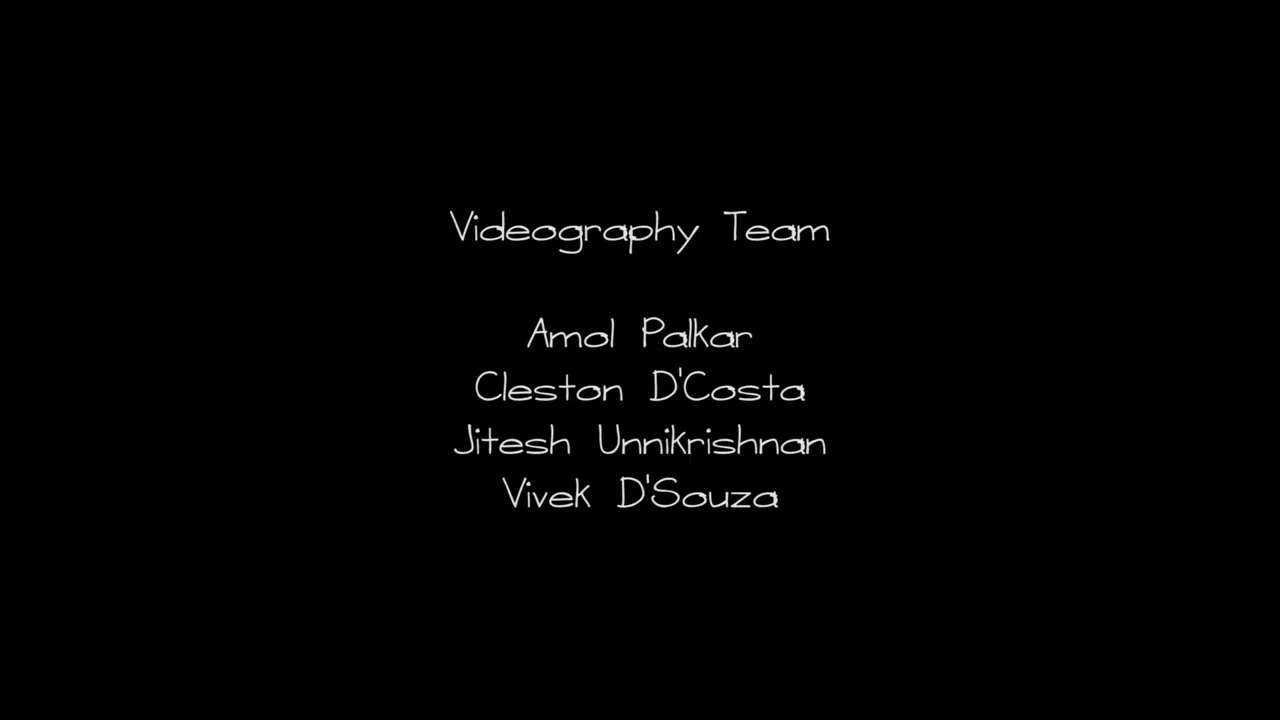 Videography Team
Amol Palkar
Cleston D'Costa
Jitesh Unnikrishnan
Vivek D'Souza